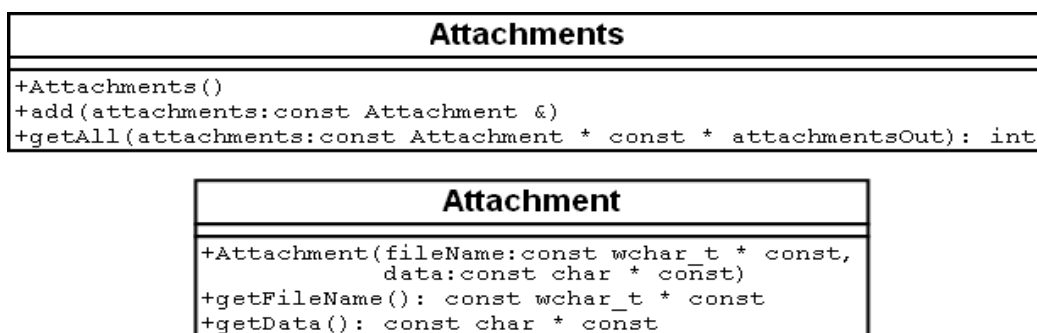 Attachments
+Attachments()
+add(attachments:const Attachment &)
+getAll(attachments:const Attachment * const * attachmentsOut): int
Attachment
+Attachment(fileName:const wchar_t * const,
data:const char * const)
+getFileName(): const wchar_t * const
+getData(): const char * const